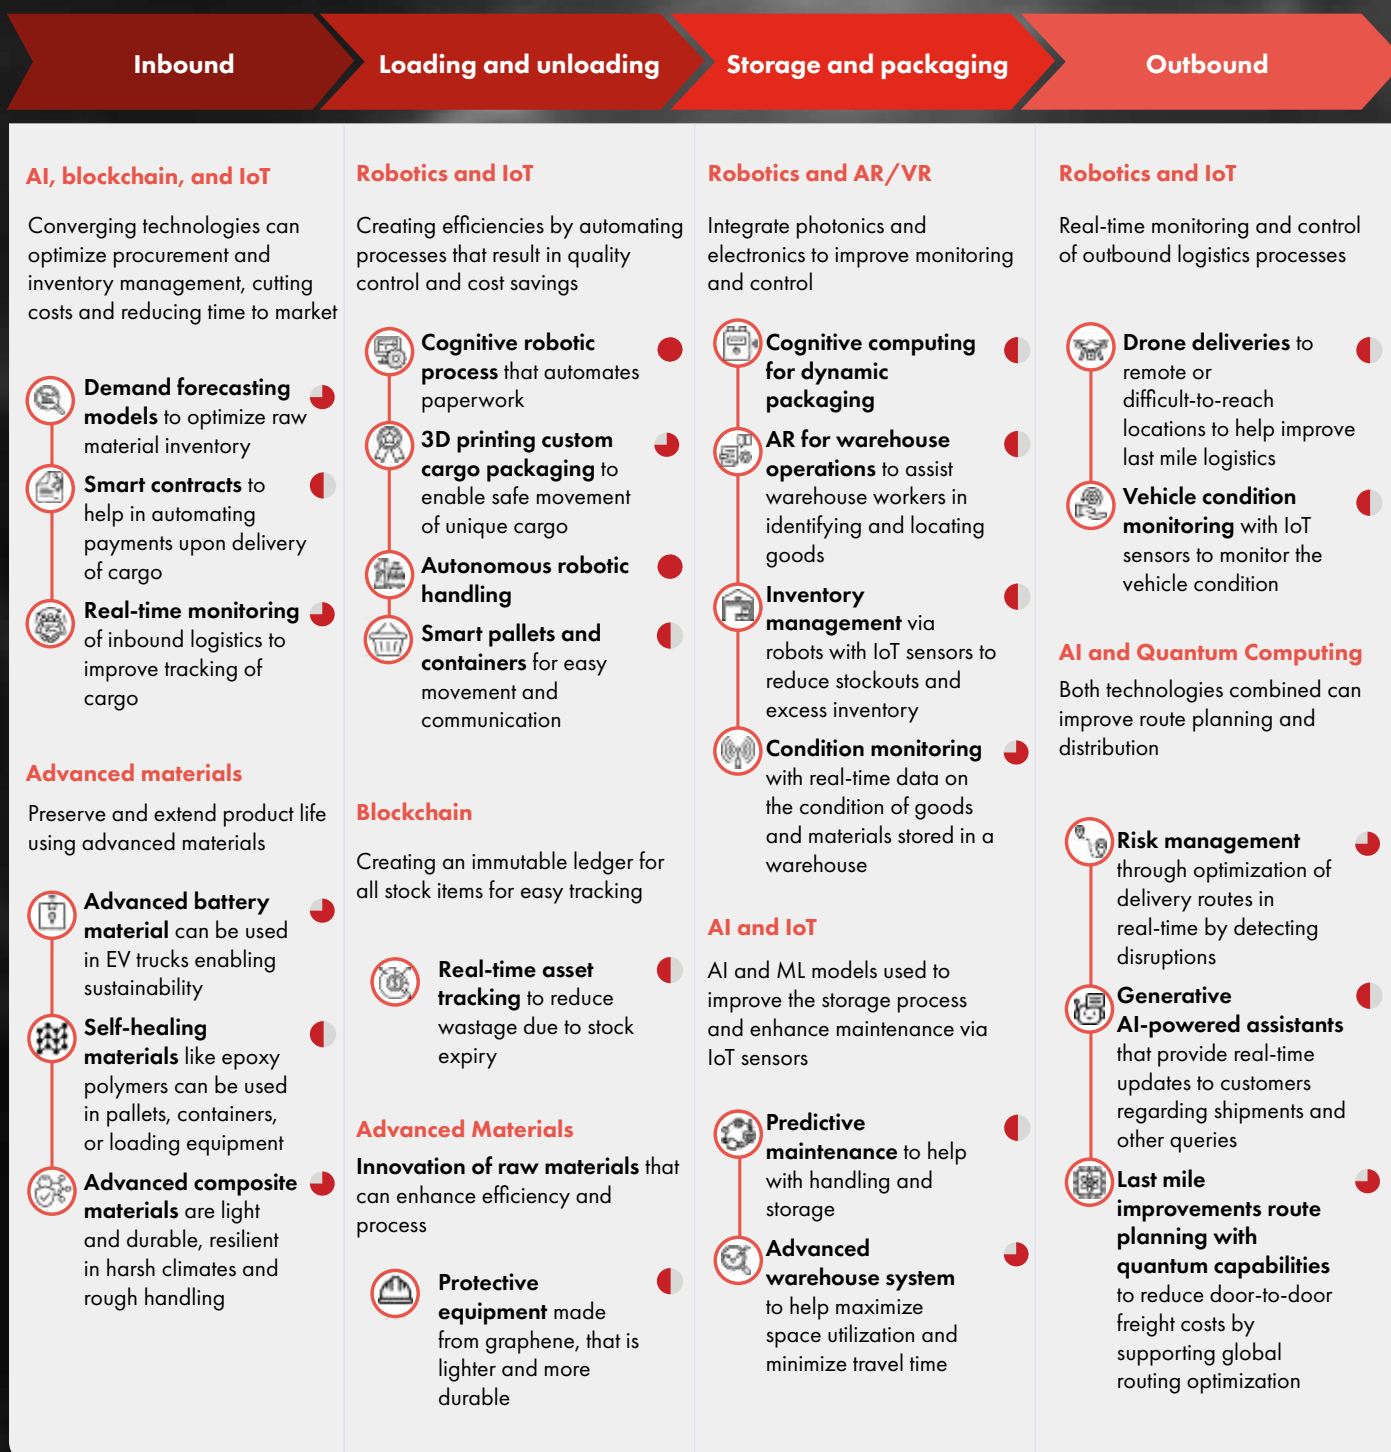 Inbound
Loading and unloading
Storage and packaging
Outbound
AI, blockchain, and IoT
Converging technologies can
optimize procurement and
inventory management, cutting
costs and reducing time to market
Demand forecasting
models to optimize raw
material inventory
Smart contracts to
help in automating
payments upon delivery
of cargo
Real-time monitoring
of inbound logistics to
improve tracking of
cargo
Advanced materials
Preserve and extend product life
using advanced materials
Advanced battery
material can be used
in EV trucks enabling
sustainability
Self-healing
materials like epoxy
polymers can be used
in pallets, containers,
or loading equipment
Advanced composite
materials are light
and durable, resilient
in harsh climates and
rough handling
Robotics and IoT
Creating efficiencies by automating
processes that result in quality
control and cost savings
Cognitive robotic
process that automates
paperwork
3D printing custom
cargo packaging to
enable safe movement
of unique cargo
Autonomous robotic
handling
Smart pallets and
containers for easy
movement and
communication
Blockchain
Creating an immutable ledger for
all stock items for easy tracking
Real-time asset
tracking to reduce
wastage due to stock
expiry
Advanced Materials
Innovation of raw materials that
can enhance efficiency and
process
Protective
equipment made
from graphene, that is
lighter and more
durable
Robotics and AR/VR
Integrate photonics and
electronics to improve monitoring
and control
Cognitive computing
for dynamic
packaging
AR for warehouse
operations to assist
warehouse workers in
identifying and locating
goods
Inventory
management via
robots with IoT sensors to
reduce stockouts and
excess inventory
Condition monitoring
with real-time data on
the condition of goods
and materials stored in a
warehouse
AI and IoT
AI and ML models used to
improve the storage process
and enhance maintenance via
IoT sensors
Predictive
maintenance to help
with handling and
storage
Advanced
warehouse system
to help maximize
space utilization and
minimize travel time
Robotics and IoT
Real-time monitoring and control
of outbound logistics processes
Drone deliveries to
remote or
difficult-to-reach
locations to help improve
last mile logistics
Vehicle condition
monitoring with IoT
sensors to monitor the
vehicle condition
AI and Quantum Computing
Both technologies combined can
improve route planning and
distribution
Risk management
through optimization of
delivery routes in
real-time by detecting
disruptions
Generative
AI-powered assistants
that provide real-time
updates to customers
regarding shipments and
other queries
Last mile
improvements route
planning with
quantum capabilities
to reduce door-to-door
freight costs by
supporting global
routing optimization